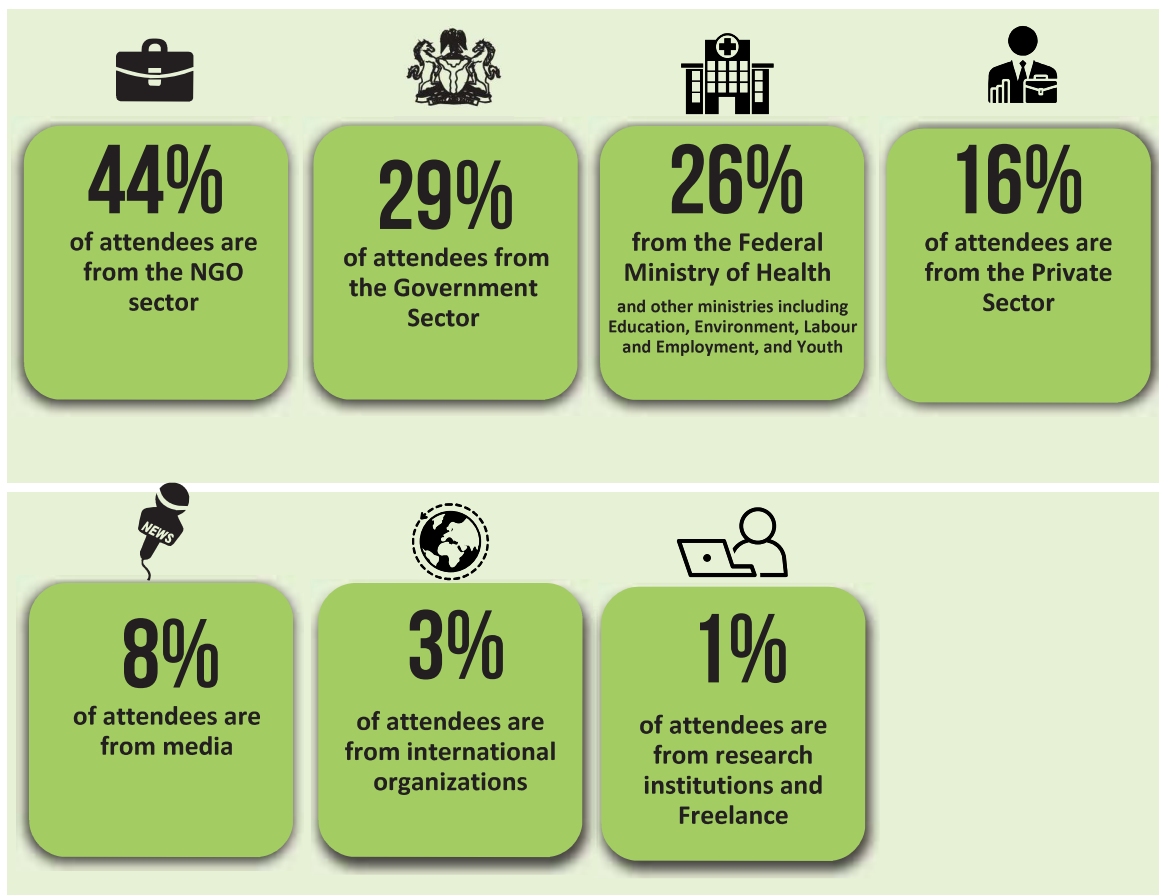 44%
of attendees are
from the NGO
sector
29%
of attendees from
the Government
Sector
26%
from the Federal
Ministry of Health
and other ministries including
Education, Environment, Labour
and Employment, and Youth
16%
of attendees are
from the Private
Sector
NEWS
8%
of attendees are
from media
3%
of attendees are
from international
organizations
1%
of attendees are
from research
institutions and
Freelance